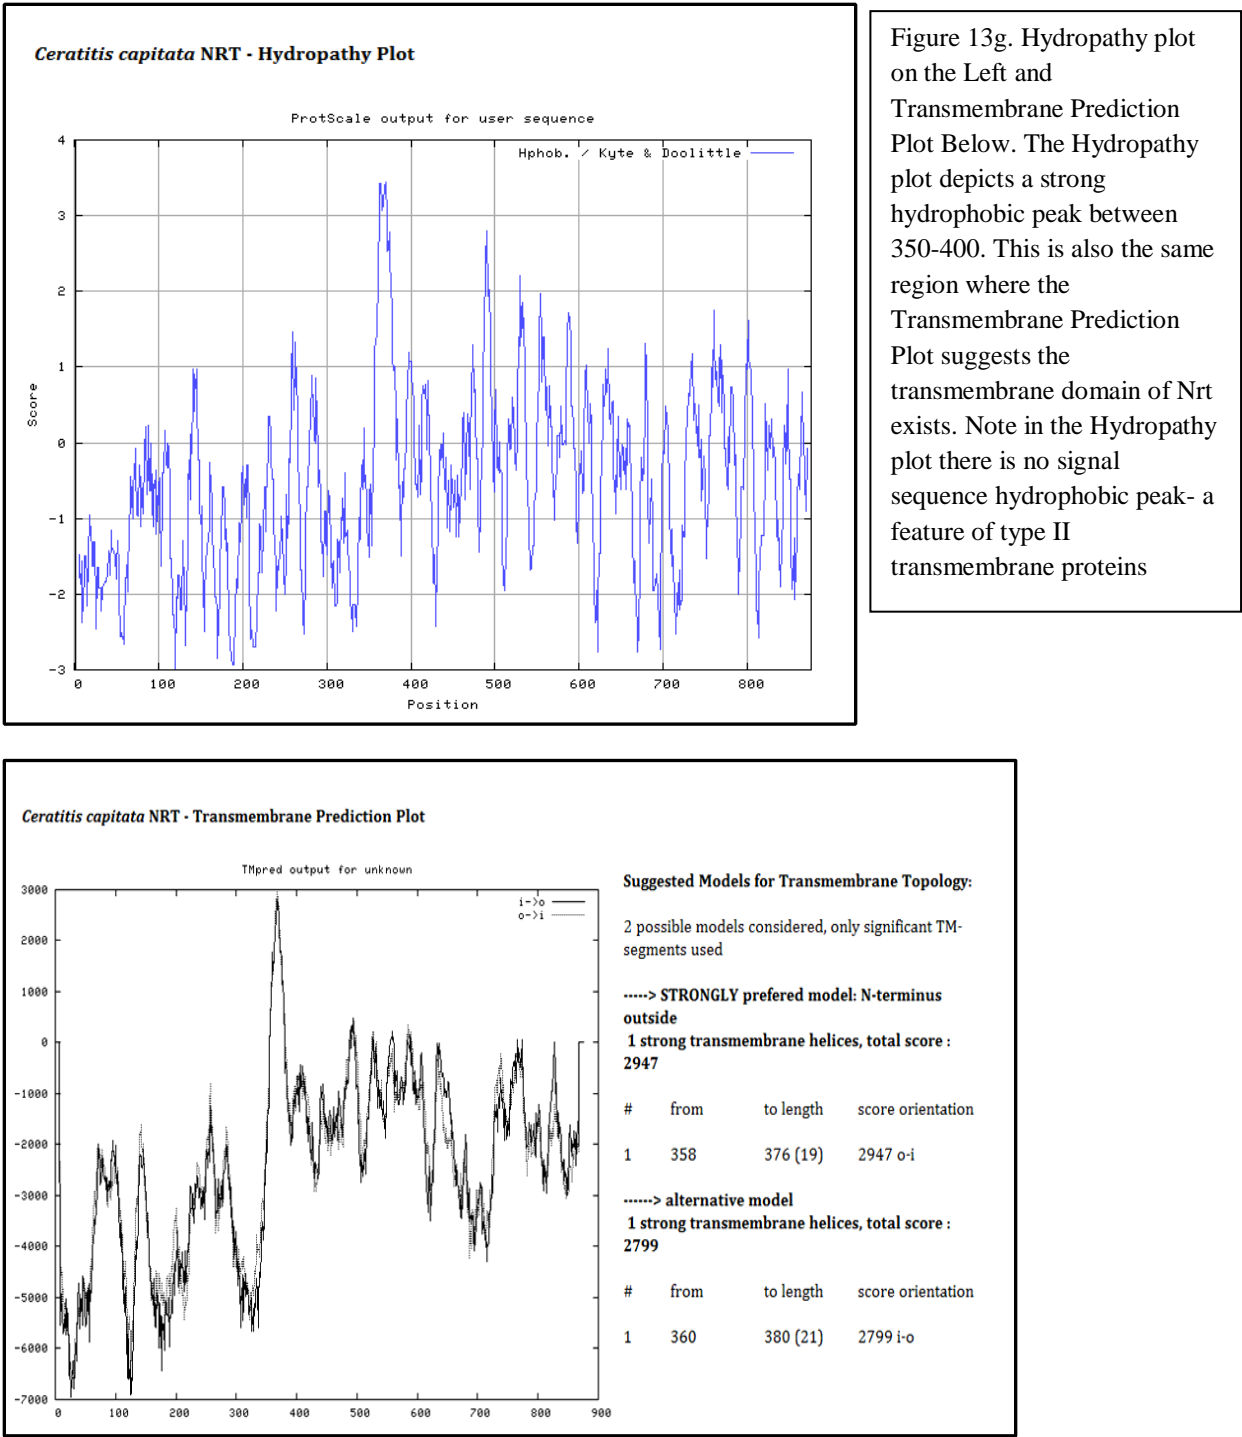 Ceratitis capitata NRT - Hydropathy Plot
ProtScale output for user sequence
Hphob. / Kyte & Doolittle
4
3
2
1
0
-1
-2
-3
Score
0 100 200 300 400 500 600 700 800
Position
Figure 13g. Hydropathy plot
on the Left and
Transmembrane Prediction
Plot Below. The Hydropathy
plot depicts a strong
hydrophobic peak between
350-400. This is also the same
region where the
Transmembrane Prediction
Plot suggests the
transmembrane domain of Nrt
exists. Note in the Hydropathy
plot there is no signal
sequence hydrophobic peak- a
feature of type II
transmembrane proteins
Ceratitis capitata NRT - Transmembrane Prediction Plot
TMpred output for unknown
i->o
o->i
3000
2000
1000
0
-1000
-2000
-3000
-4000
-5000
-6000
-7000
0 100 200 300 400 500 600 700 800 900
Suggested Models for Transmembrane Topology:
2 possible models considered, only significant TM-
segments used
-----> STRONGLY prefered model: N-terminus
outside
1 strong transmembrane helices, total score :
2947
# from to length score orientation
1 358 376 (19) 2947 o-i
------> alternative model
1 strong transmembrane helices, total score :
2799
# from to length score orientation
1 360 380 (21) 2799 i-o